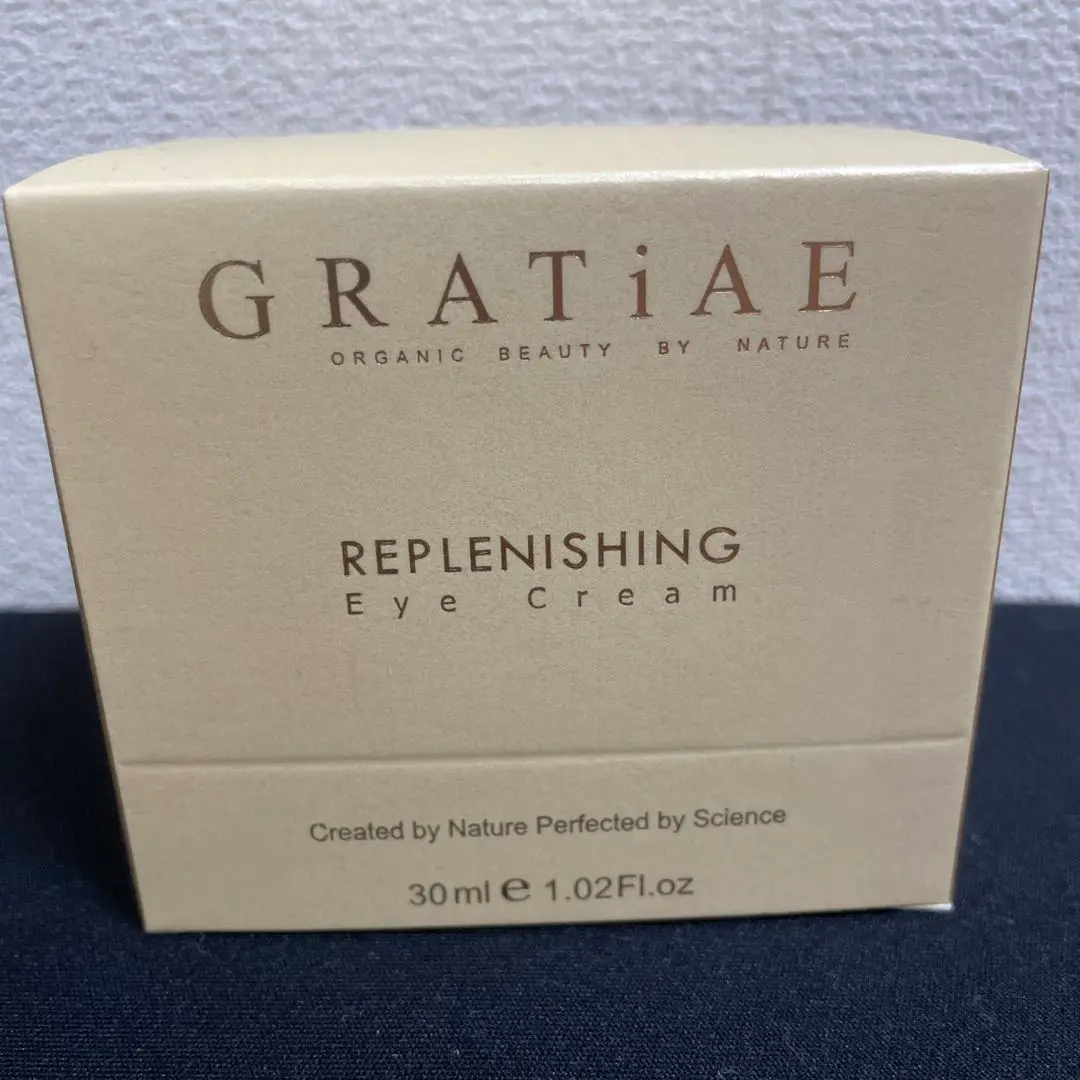 GRATiAE
ORGANIC BEAUTY BY NATURE
REPLENISHING
Eye Cream
Created by Nature Perfected by Science
30ml e 1.02Fl.oz